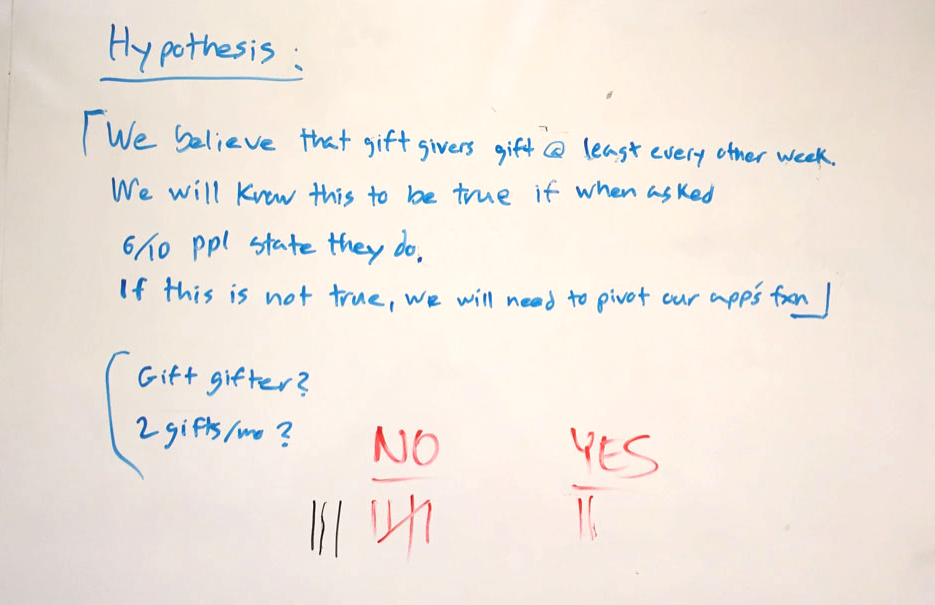 Hypothesis:
「We believe that gift givers gift @ least every other week.
We will know this to be true if when asked
6/10 ppl state they do.
If this is not true, we will need to pivot our app's fxn」
Gift gifter?
2 gifts/mo?
NO YES